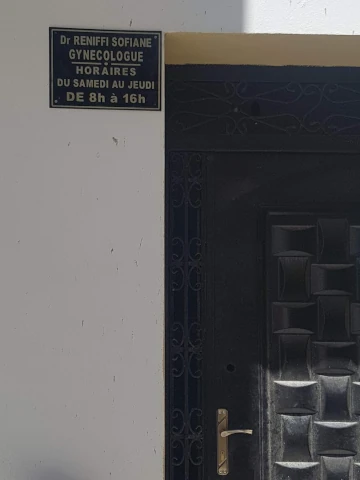 Dr RENIFFI SOFIANE
GYNECOLOGUE
HORAIRES
DU SAMEDI AU JEUDI
DE 8h à 16h